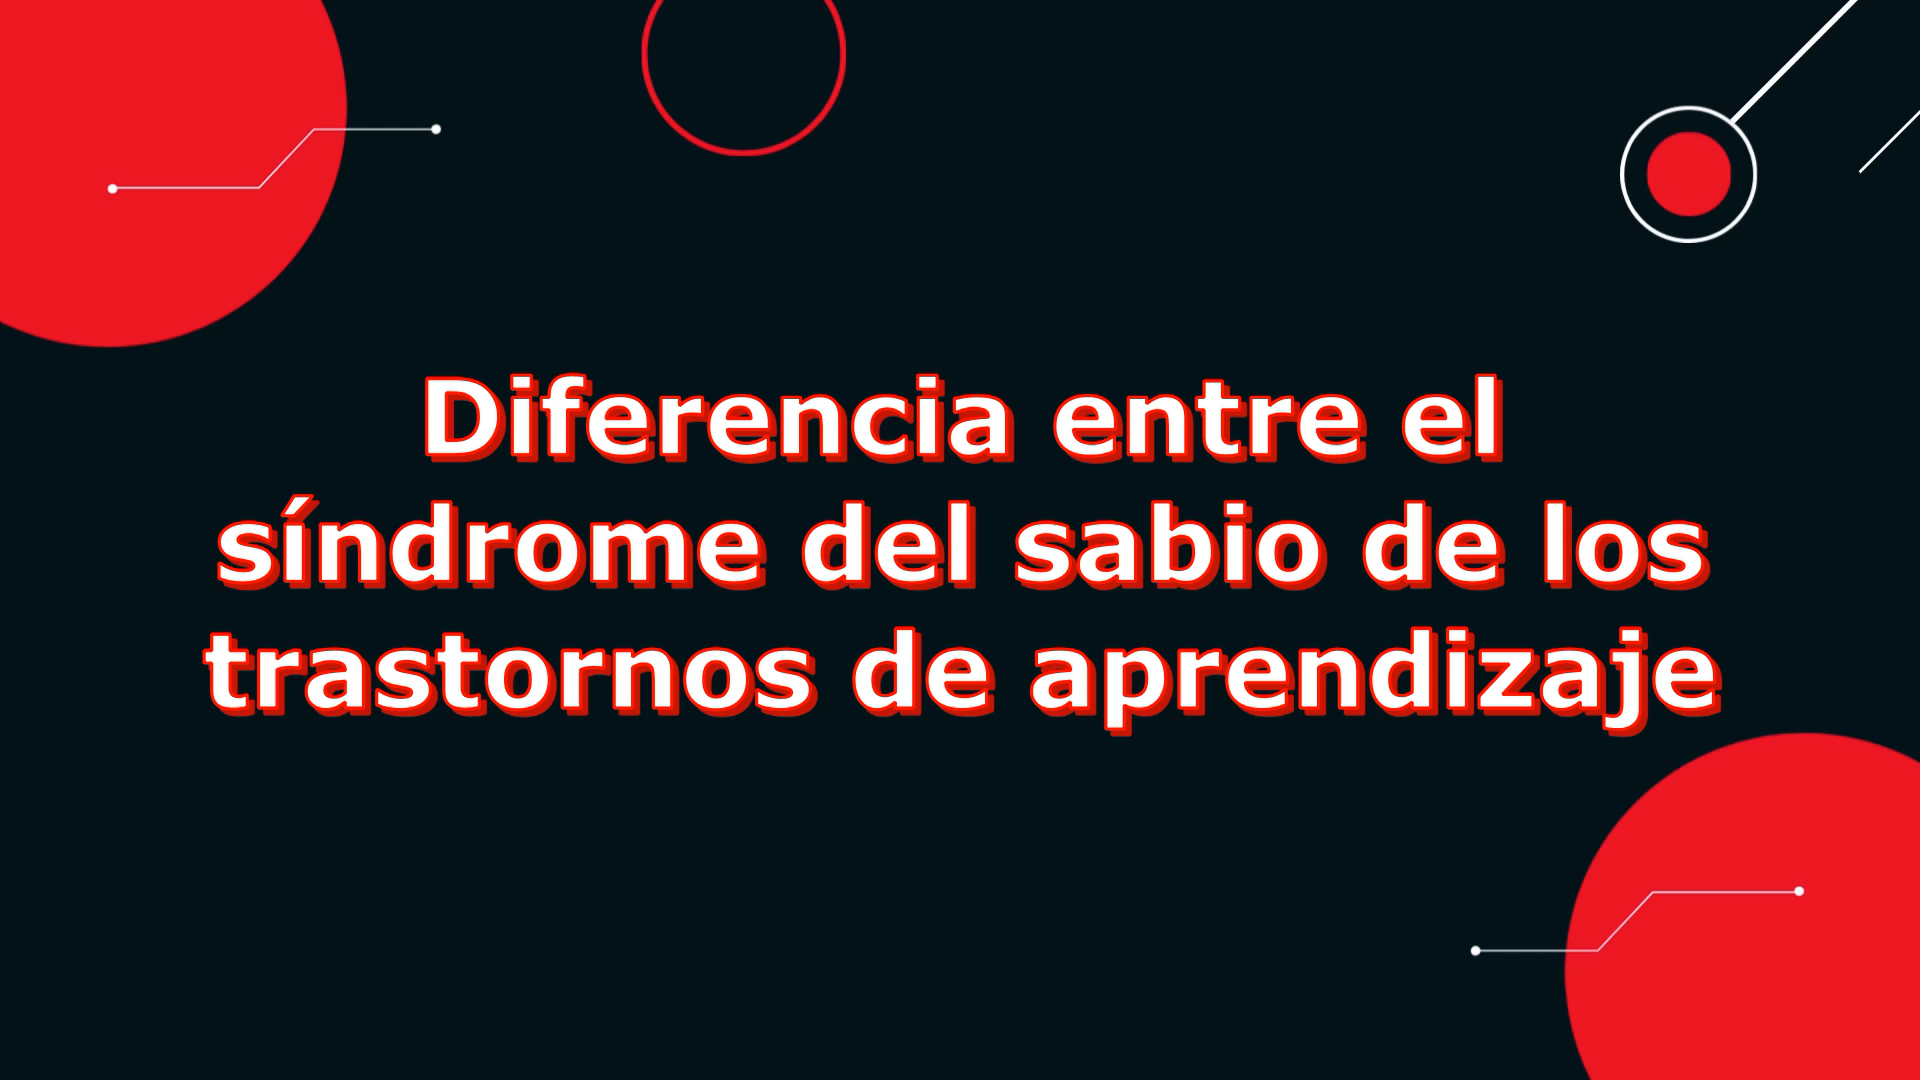 Diferencia entre el
síndrome del sabio de los
trastornos de aprendizaje